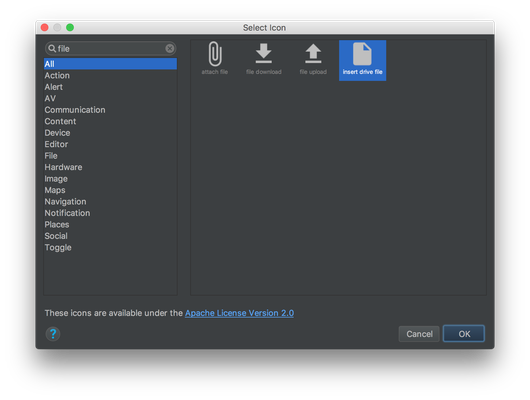 Select Icon
file
All
Action
Alert
AV
Communication
Content
Device
Editor
File
Hardware
Image
Maps
Navigation
Notification
Places
Social
Toggle
attach file
file download
file upload
insert drive file
These icons are available under the Apache License Version 2.0
?
Cancel
OK